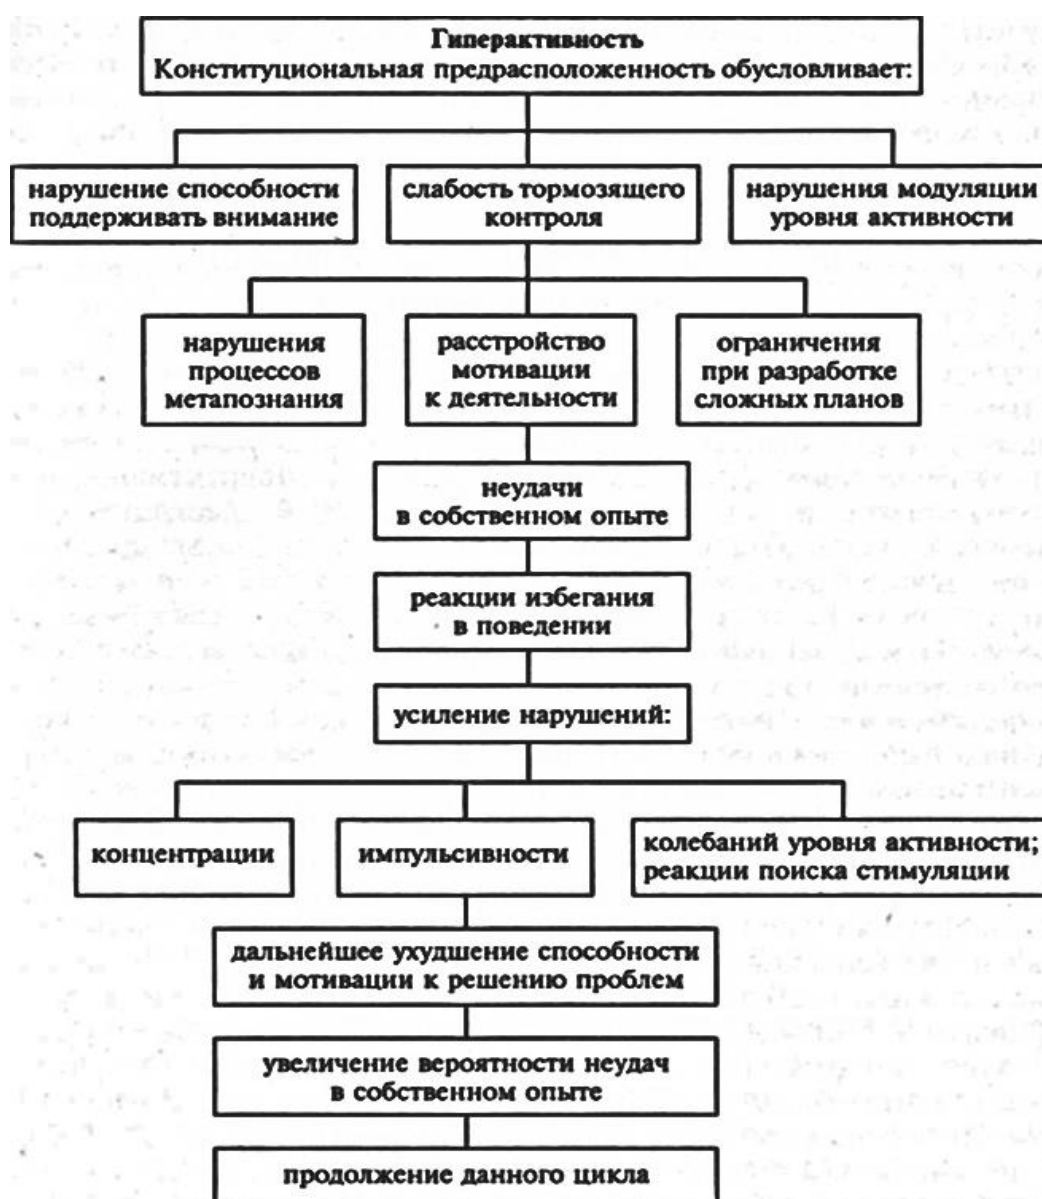 Гиперактивность
Конституциональная предрасположенность обусловливает:
нарушение способности
поддерживать внимание
слабость тормозящего
контроля
нарушения модуляции
уровня активности
нарушения
процессов
метапознания
расстройство
мотивации
к деятельности
ограничения
при разработке
сложных планов
неудачи
в собственном опыте
реакции избегания
в поведении
усиление нарушений:
концентрации
импульсивности
колебаний уровня активности;
реакции поиска стимуляции
дальнейшее ухудшение способности
и мотивации к решению проблем
увеличение вероятности неудач
в собственном опыте
продолжение данного цикла